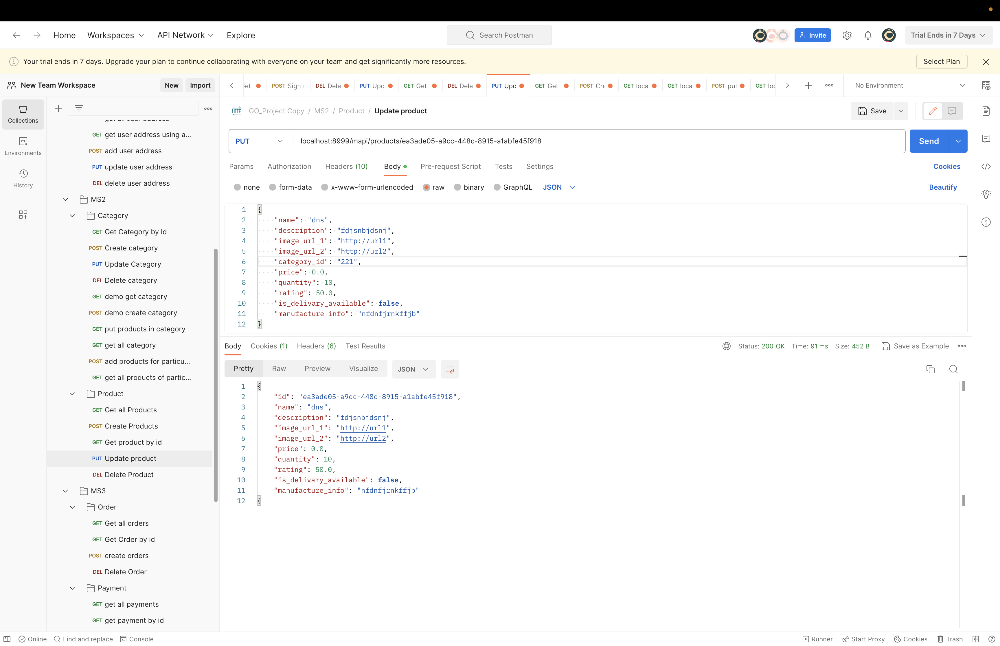 Home Workspaces API Network Explore
Search Postman
Invite
Trial Ends in 7 Days
Your trial ends in 7 days. Upgrade your plan to continue collaborating with everyone on your team and get significantly more resources.
Select Plan
New Team Workspace
New Import
POST Sign
DEL Dele
PUT Upd
GET Get
DEL Dele
PUT Upd
GET Get
POST Cre
GET loca
GET loca
POST put
GET loc
No Environment
Collections
Environments
History
GET get user address using a...
POST add user address
PUT update user address
DEL delete user address
MS2
Category
GET Get Category by Id
POST Create category
PUT Update Category
DEL Delete category
GET demo get category
POST demo create category
GET put products in category
GET get all category
POST add products for particu...
GET get all products of partic...
Product
GET Get all Products
POST Create Products
GET Get product by id
PUT Update product
DEL Delete Product
MS3
Order
GET Get all orders
GET Get Order by id
POST create orders
DEL Delete Order
Payment
GET get all payments
GET get payment by id
HTTP GO_Project Copy / MS2 / Product / Update product
Save
PUT localhost:8999/mapi/products/ea3ade05-a9cc-448c-8915-a1abfe45f918
Send
Params Authorization Headers (10) Body Pre-request Script Tests Settings
Cookies
none form-data x-www-form-urlencoded raw binary GraphQL JSON
Beautify
1 {
2 "name": "dns",
3 "description": "fdjsnbjdsnj",
4 "image_url_1": "http://url1",
5 "image_url_2": "http://url2",
6 "category_id": "221",
7 "price": 0.0,
8 "quantity": 10,
9 "rating": 50.0,
10 "is_delivary_available": false,
11 "manufacture_info": "nfdnfjrnkffjb"
12 }
Body Cookies (1) Headers (6) Test Results
Status: 200 OK Time: 91 ms Size: 452 B Save as Example
Pretty Raw Preview Visualize JSON
1 {
2 "id": "ea3ade05-a9cc-448c-8915-a1abfe45f918",
3 "name": "dns",
4 "description": "fdjsnbjdsnj",
5 "image_url_1": "http://url1",
6 "image_url_2": "http://url2",
7 "price": 0.0,
8 "quantity": 10,
9 "rating": 50.0,
10 "is_delivary_available": false,
11 "manufacture_info": "nfdnfjrnkffjb"
12 }
Online Find and replace Console
Runner Start Proxy Cookies Trash